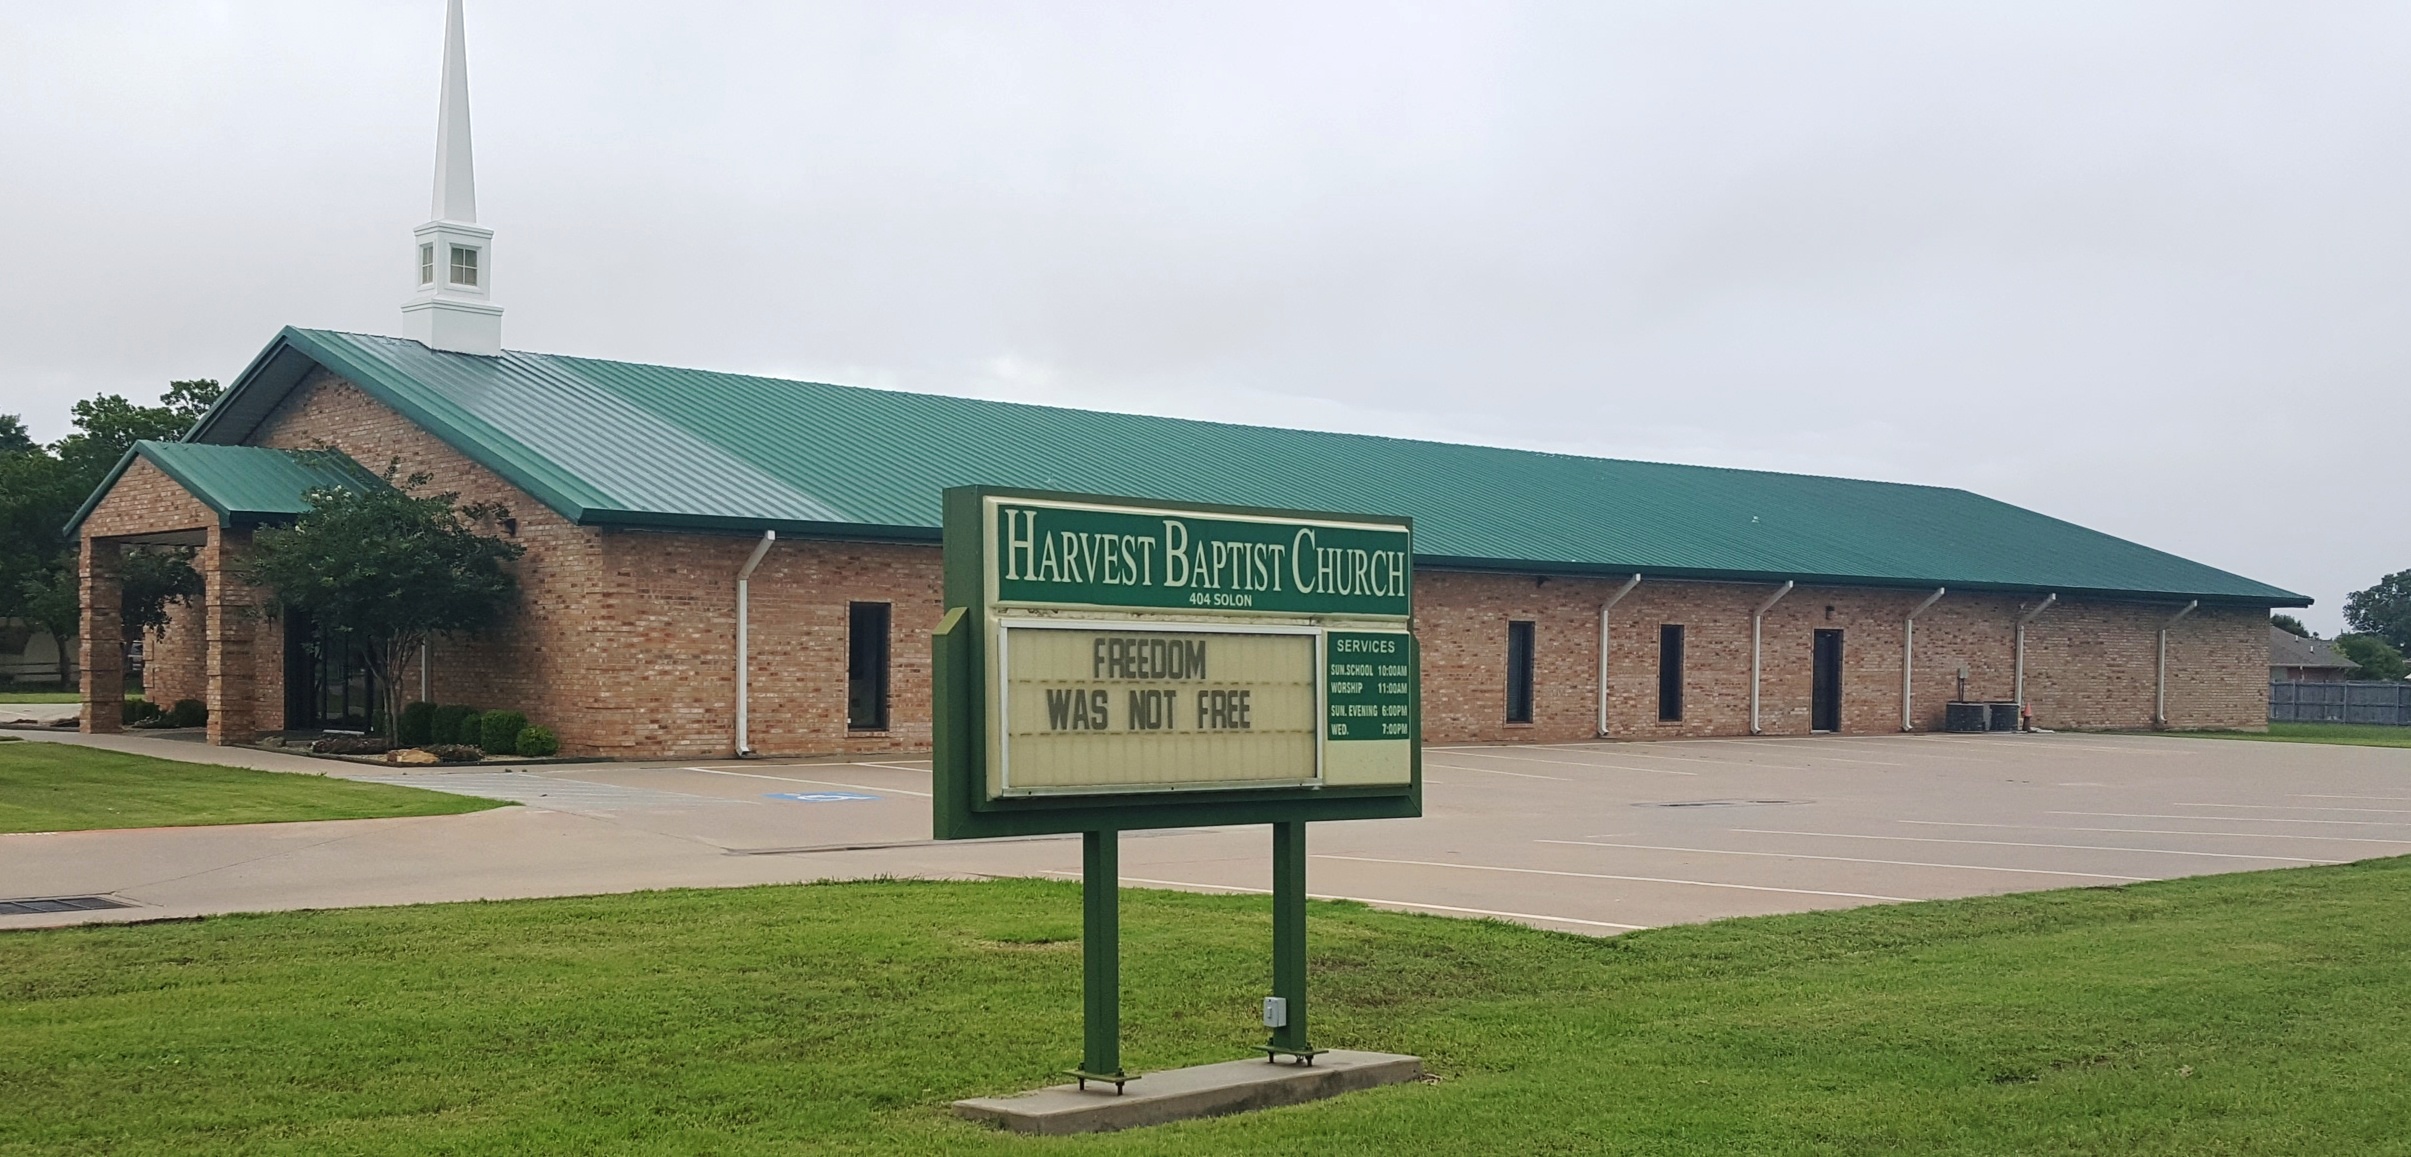 HARVEST BAPTIST CHURCH
404 SOLON
FREEDOM
WAS NOT FREE
SERVICES
SUN.SCHOOL 10:00AM
WORSHIP 11:00AM
SUN. EVENING 6:00PM
WED. 7:00PM